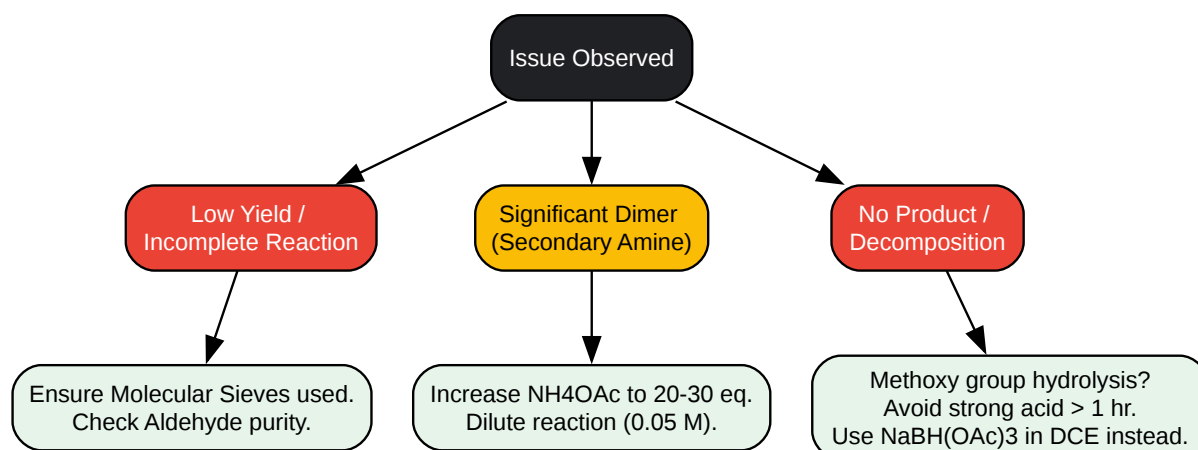 Issue Observed
Low Yield /
Incomplete Reaction
Significant Dimer
(Secondary Amine)
No Product /
Decomposition
Ensure Molecular Sieves used.
Check Aldehyde purity.
Increase NH4OAc to 20-30 eq.
Dilute reaction (0.05 M).
Methoxy group hydrolysis?
Avoid strong acid > 1 hr.
Use NaBH(OAc)3 in DCE instead.